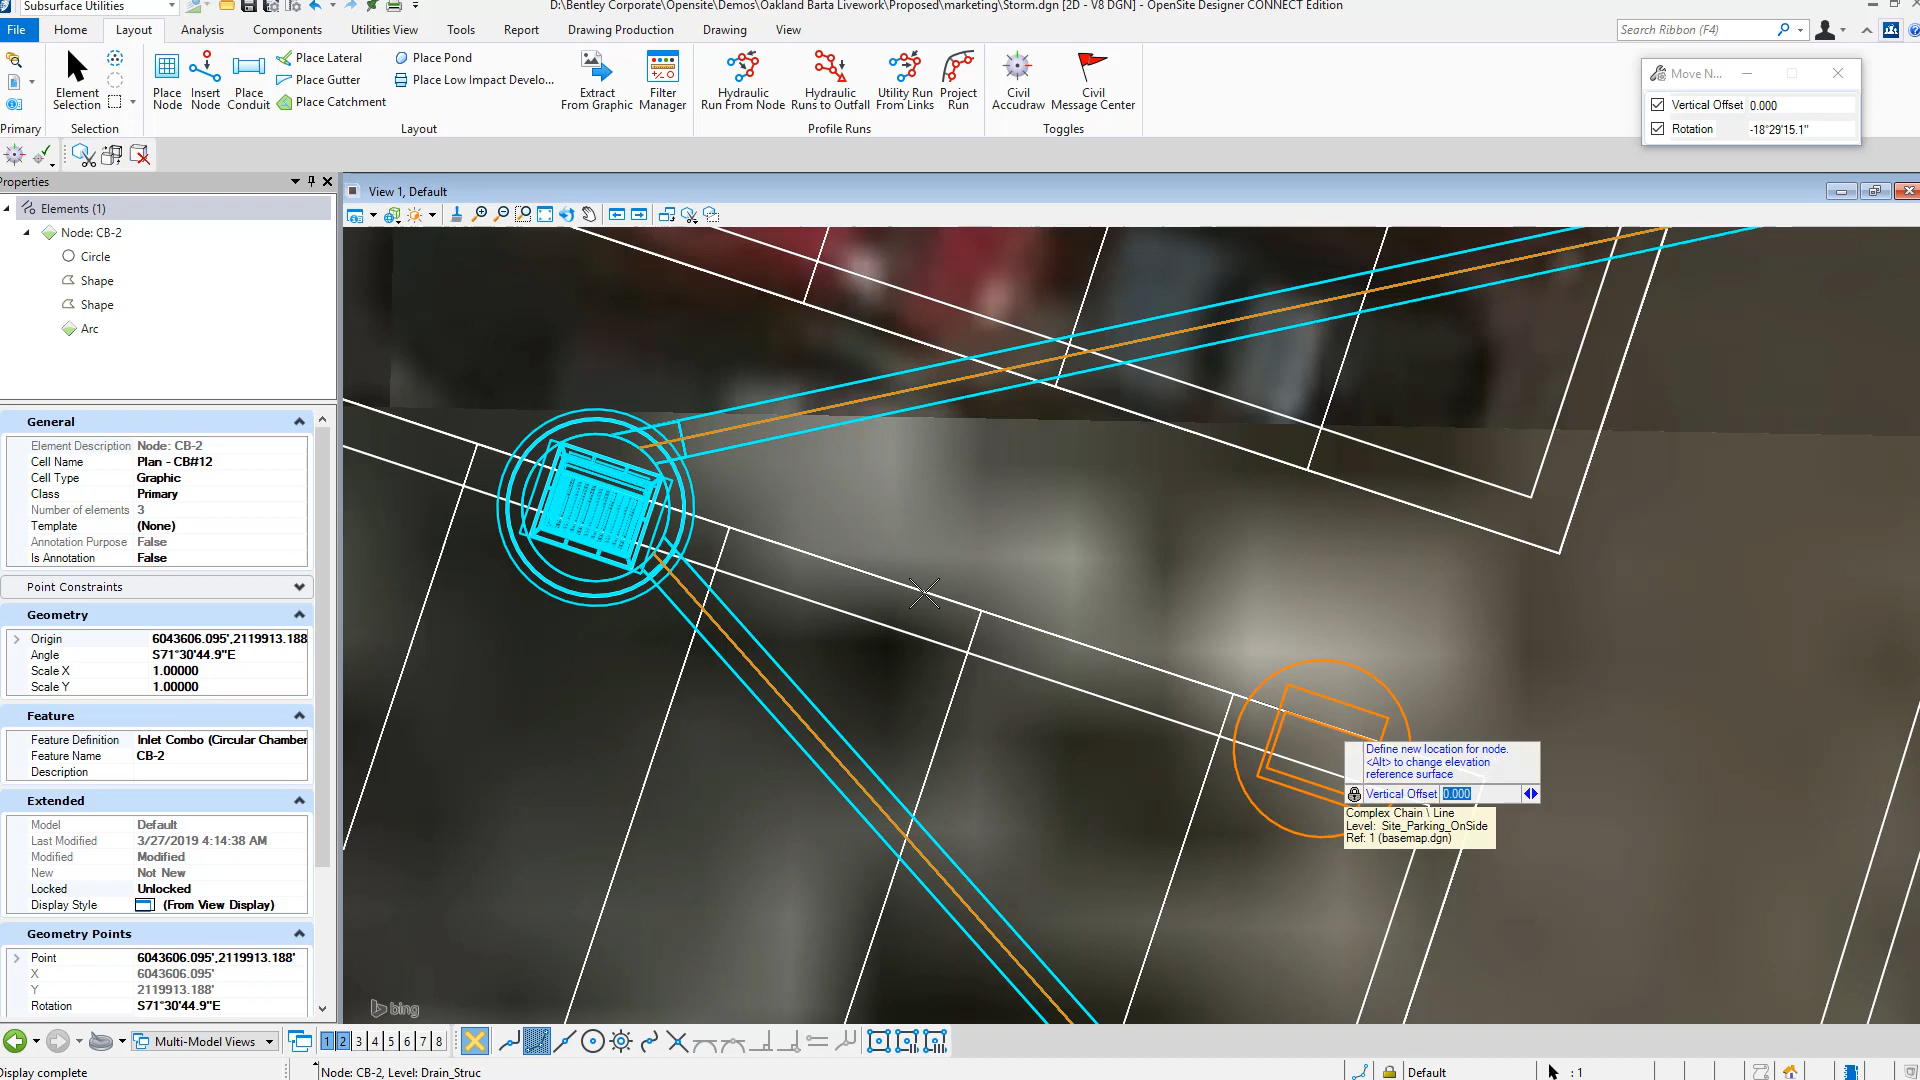 Subsurface Utilities
D:\Bentley Corporate\Opensite\Demos\Oakland Barta Livework\Proposed\marketing\Storm.dgn [2D - V8 DGN] - OpenSite Designer CONNECT Edition
File Home Layout Analysis Components Utilities View Tools Report Drawing Production Drawing View
Search Ribbon (F4)
Element Selection
Primary
Selection
Place Node
Insert Node
Place Conduit
Place Lateral
Place Gutter
Place Catchment
Place Pond
Place Low Impact Develo...
Extract From Graphic
Filter Manager
Layout
Hydraulic Run From Node
Hydraulic Runs to Outfall
Utility Run From Links
Project Run
Profile Runs
Civil Accudraw
Civil Message Center
Toggles
Move N...
Vertical Offset 0.000
Rotation -18°29'15.1"
Properties
Elements (1)
Node: CB-2
Circle
Shape
Shape
Arc
General
Element Description Node: CB-2
Cell Name Plan - CB#12
Cell Type Graphic
Class Primary
Number of elements 3
Template (None)
Annotation Purpose False
Is Annotation False
Point Constraints
Geometry
Origin 6043606.095',2119913.188
Angle S71°30'44.9"E
Scale X 1.00000
Scale Y 1.00000
Feature
Feature Definition Inlet Combo (Circular Chamber
Feature Name CB-2
Description
Extended
Model Default
Last Modified 3/27/2019 4:14:38 AM
Modified Modified
New Not New
Locked Unlocked
Display Style (From View Display)
Geometry Points
Point 6043606.095',2119913.188'
X 6043606.095'
Y 2119913.188'
Rotation S71°30'44.9"E
View 1, Default
Define new location for node.
<Alt> to change elevation
reference surface
Vertical Offset 0.000
Complex Chain \ Line
Level: Site_Parking_OnSide
Ref: 1 (basemap.dgn)
bing
Multi-Model Views
1 2 3 4 5 6 7 8
Display complete
Node: CB-2, Level: Drain_Struc
Default
: 1